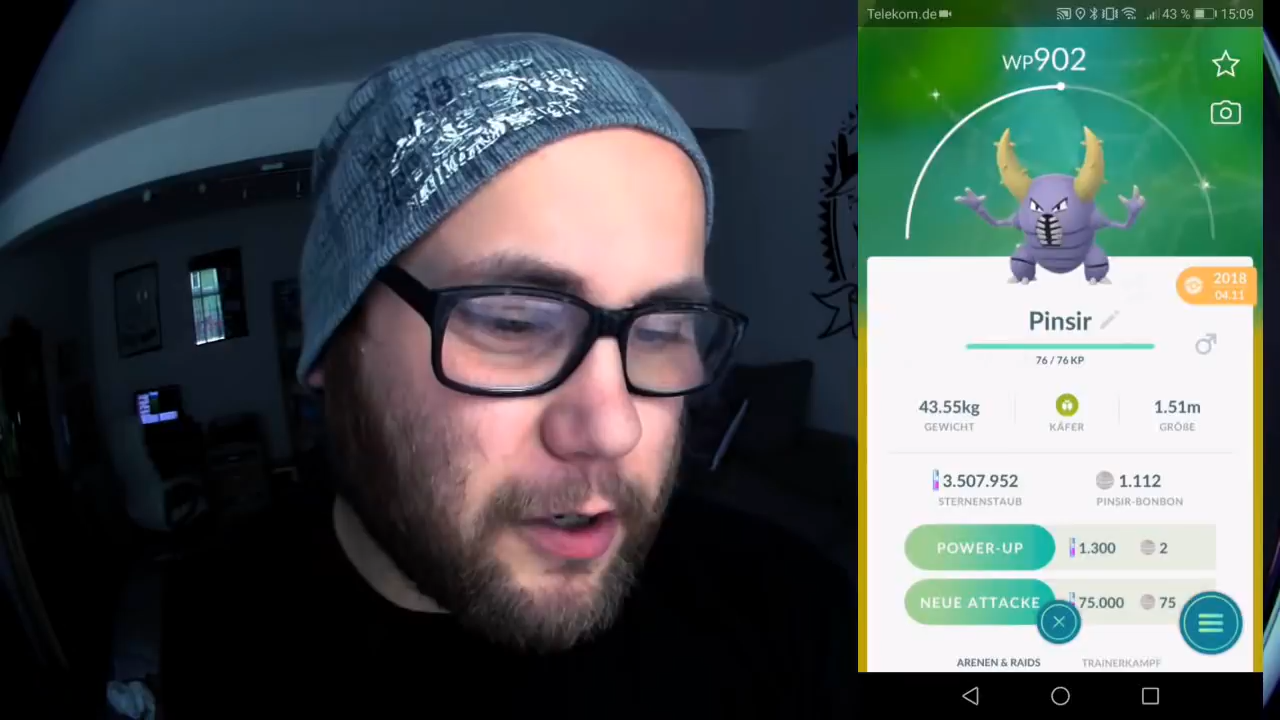 Telekom.de
43 %
15:09
WP902
2018
04.11
Pinsir
76 / 76 KP
43.55kg
GEWICHT
KÄFER
1.51m
GRÖßE
3.507.952
STERNENSTAUB
1.112
PINSIR-BONBON
POWER-UP
1.300
2
NEUE ATTACKE
75.000
75
ARENEN & RAIDS
TRAINERKAMPF